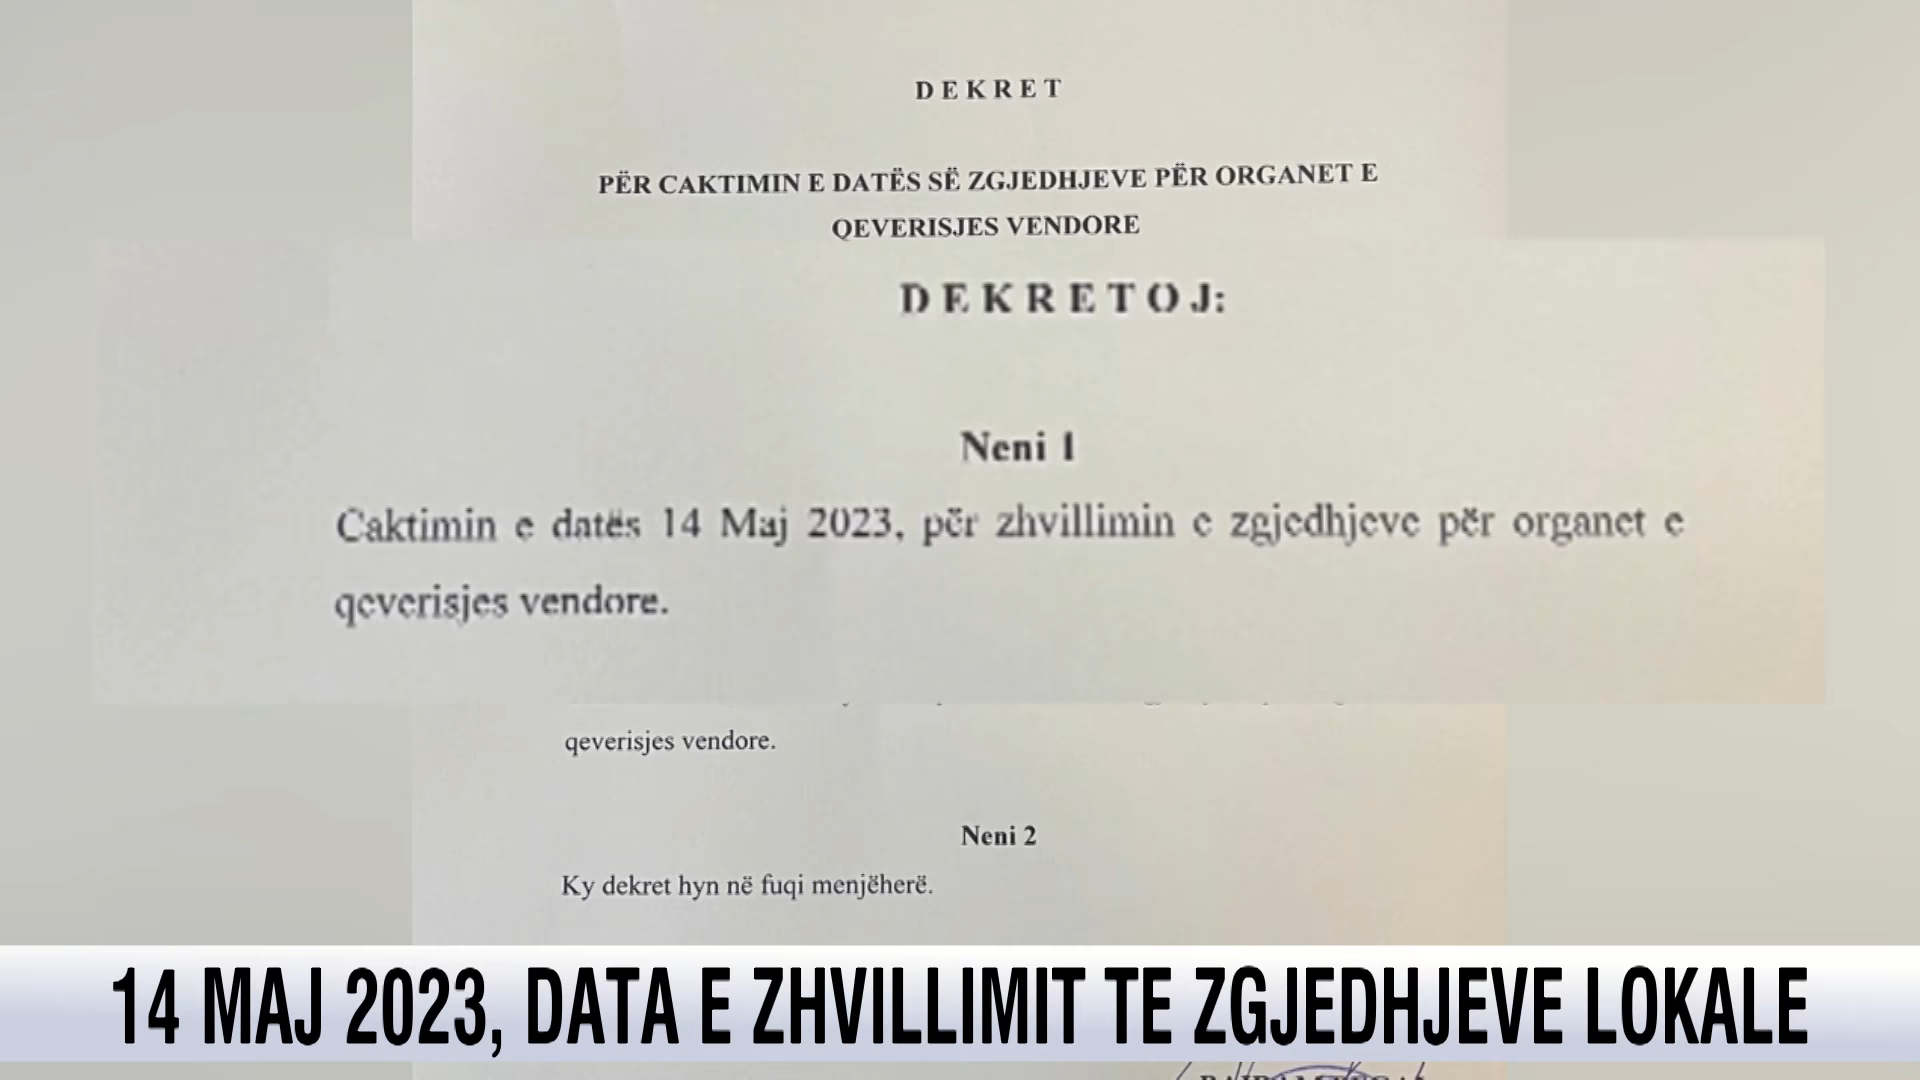 DEKRET
PËR CAKTIMIN E DATËS SË ZGJEDHJEVE PËR ORGANET E
QEVERISJES VENDORE
DEKRETOJ:
Neni 1
Caktimin e datës 14 Maj 2023, për zhvillimin e zgjedhjeve për organet e
qeverisjes vendore.
qeverisjes vendore.
Neni 2
Ky dekret hyn në fuqi menjëherë.
14 MAJ 2023, DATA E ZHVILLIMIT TE ZGJEDHJEVE LOKALE